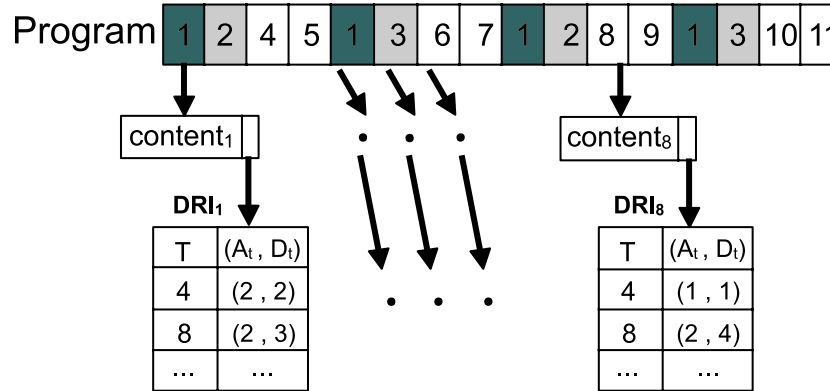 Program 1 2 4 5 1 3 6 7 1 2 8 9 1 3 10 11
content₁
content₈
DRI₁
T (Aₜ , Dₜ)
4 (2 , 2)
8 (2 , 3)
... ...
DRI₈
T (Aₜ , Dₜ)
4 (1 , 1)
8 (2 , 4)
... ...